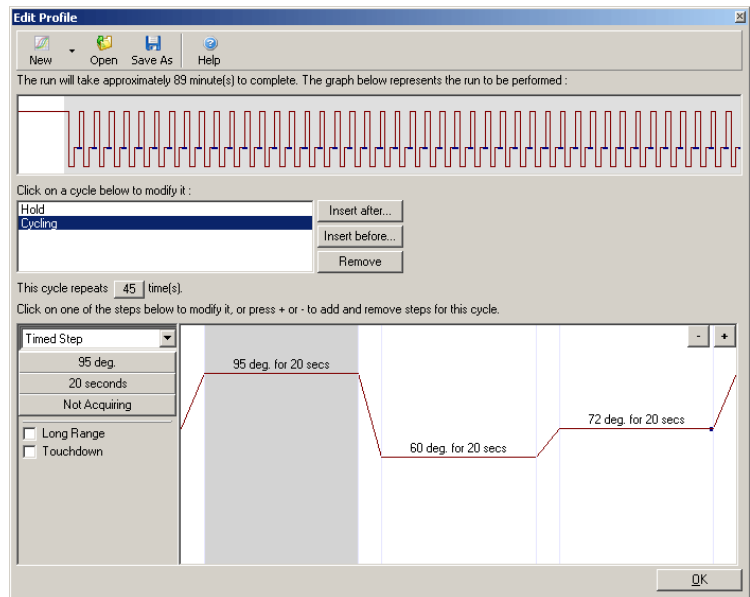 Edit Profile
New Open Save As Help
The run will take approximately 89 minute(s) to complete. The graph below represents the run to be performed :
Click on a cycle below to modify it :
Hold
Cycling
Insert after...
Insert before...
Remove
This cycle repeats 45 time(s).
Click on one of the steps below to modify it, or press + or - to add and remove steps for this cycle.
Timed Step
95 deg.
20 seconds
Not Acquiring
Long Range
Touchdown
- +
95 deg. for 20 secs
72 deg. for 20 secs
60 deg. for 20 secs
OK